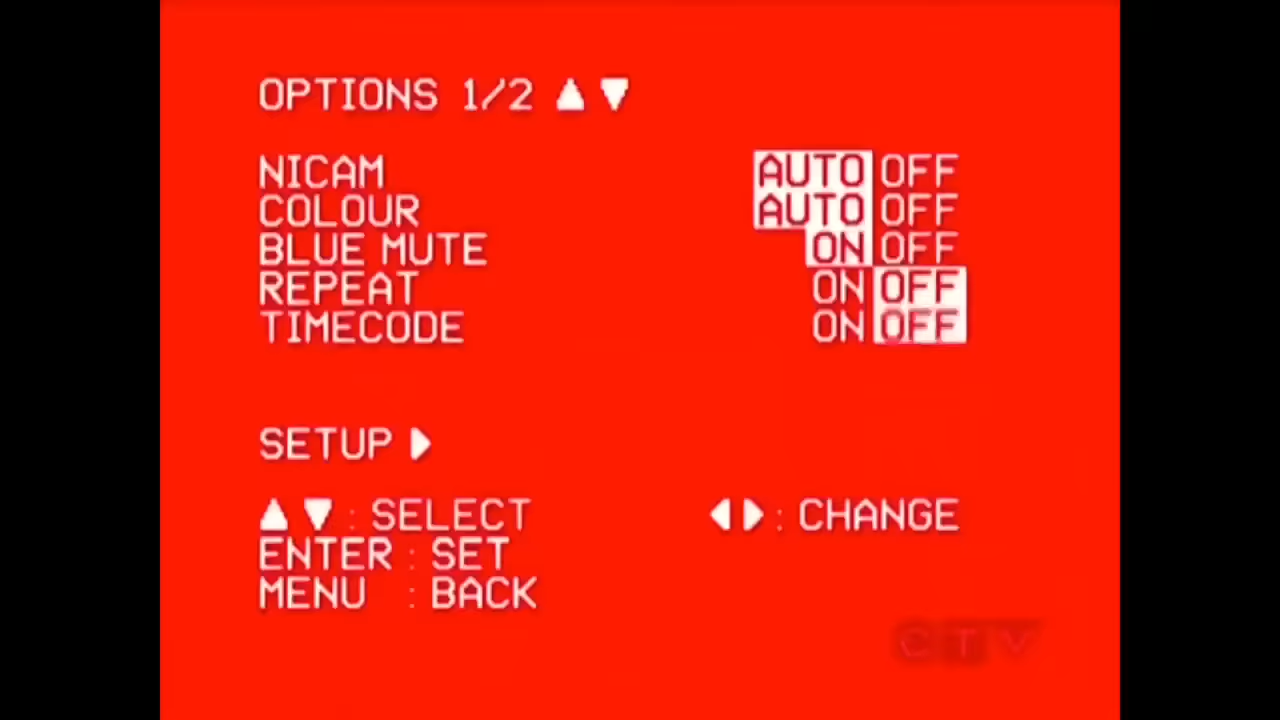 OPTIONS 1/2 ▲ ▼
NICAM AUTO OFF
COLOUR AUTO OFF
BLUE MUTE ON OFF
REPEAT ON OFF
TIMECODE ON OFF
SETUP ▶
▲ ▼ : SELECT ◀ ▶ : CHANGE
ENTER : SET
MENU : BACK
CTV